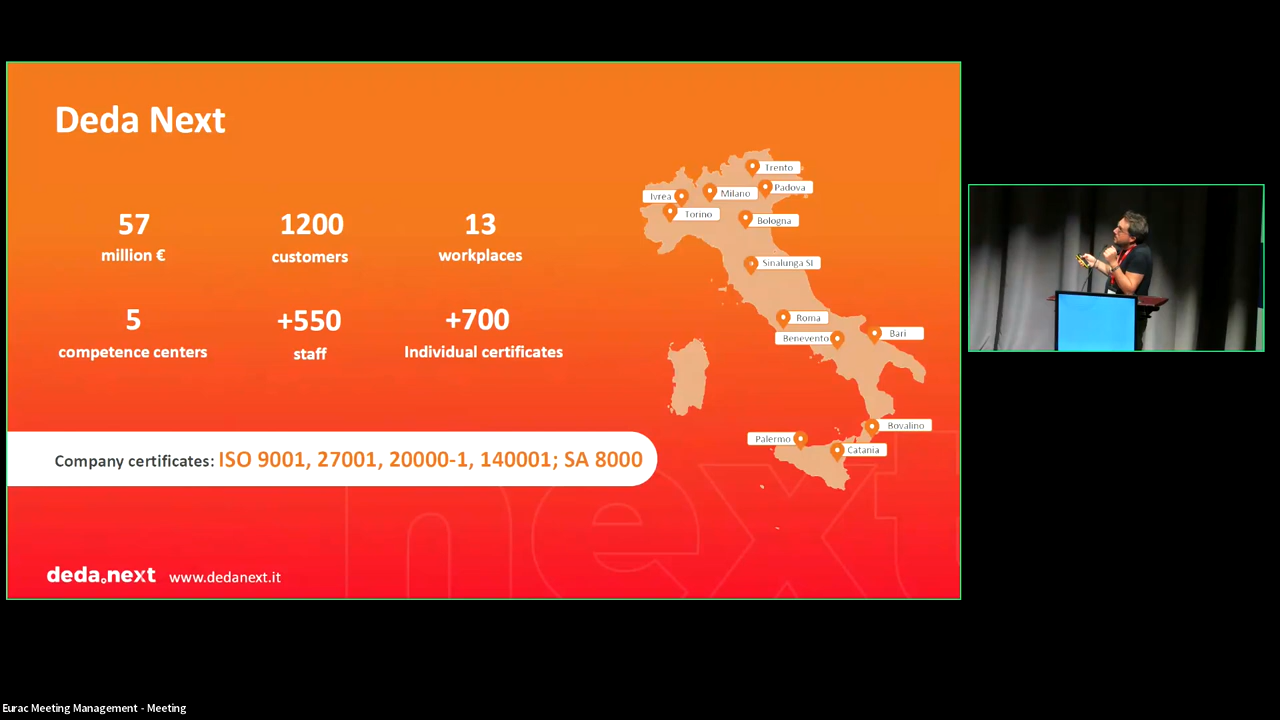 Deda Next
57
million €
1200
customers
13
workplaces
5
competence centers
+550
staff
+700
Individual certificates
Trento
Padova
Milano
Ivrea
Torino
Bologna
Sinalunga SI
Roma
Benevento
Bari
Bovalino
Palermo
Catania
Company certificates: ISO 9001, 27001, 20000-1, 140001; SA 8000
next
deda.next www.dedanext.it
Eurac Meeting Management - Meeting